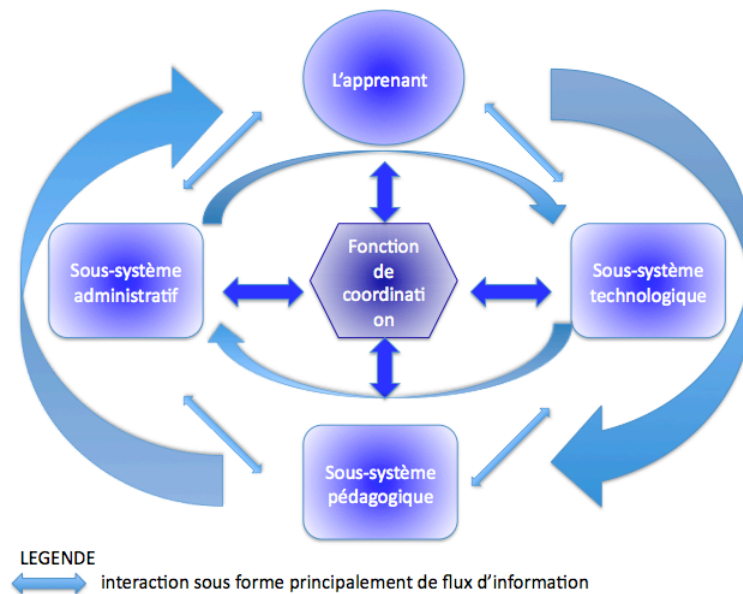 L’apprenant
Sous-système
administratif
Fonction
de
coordinati
on
Sous-système
technologique
Sous-système
pédagogique
LEGENDE
interaction sous forme principalement de flux d’information